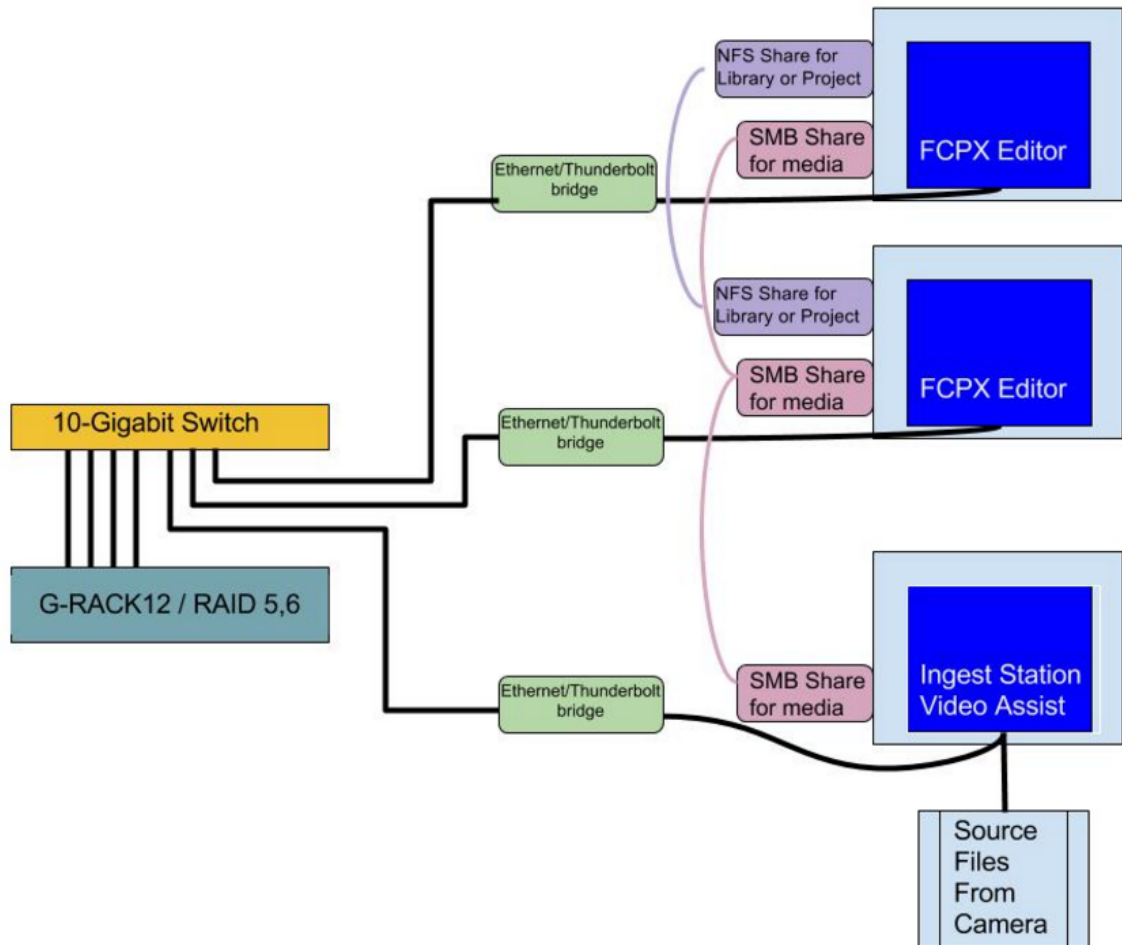 NFS Share for
Library or Project
SMB Share
for media
FCPX Editor
Ethernet/Thunderbolt
bridge
NFS Share for
Library or Project
SMB Share
for media
FCPX Editor
10-Gigabit Switch
Ethernet/Thunderbolt
bridge
G-RACK12 / RAID 5,6
Ethernet/Thunderbolt
bridge
SMB Share
for media
Ingest Station
Video Assist
Source
Files
From
Camera